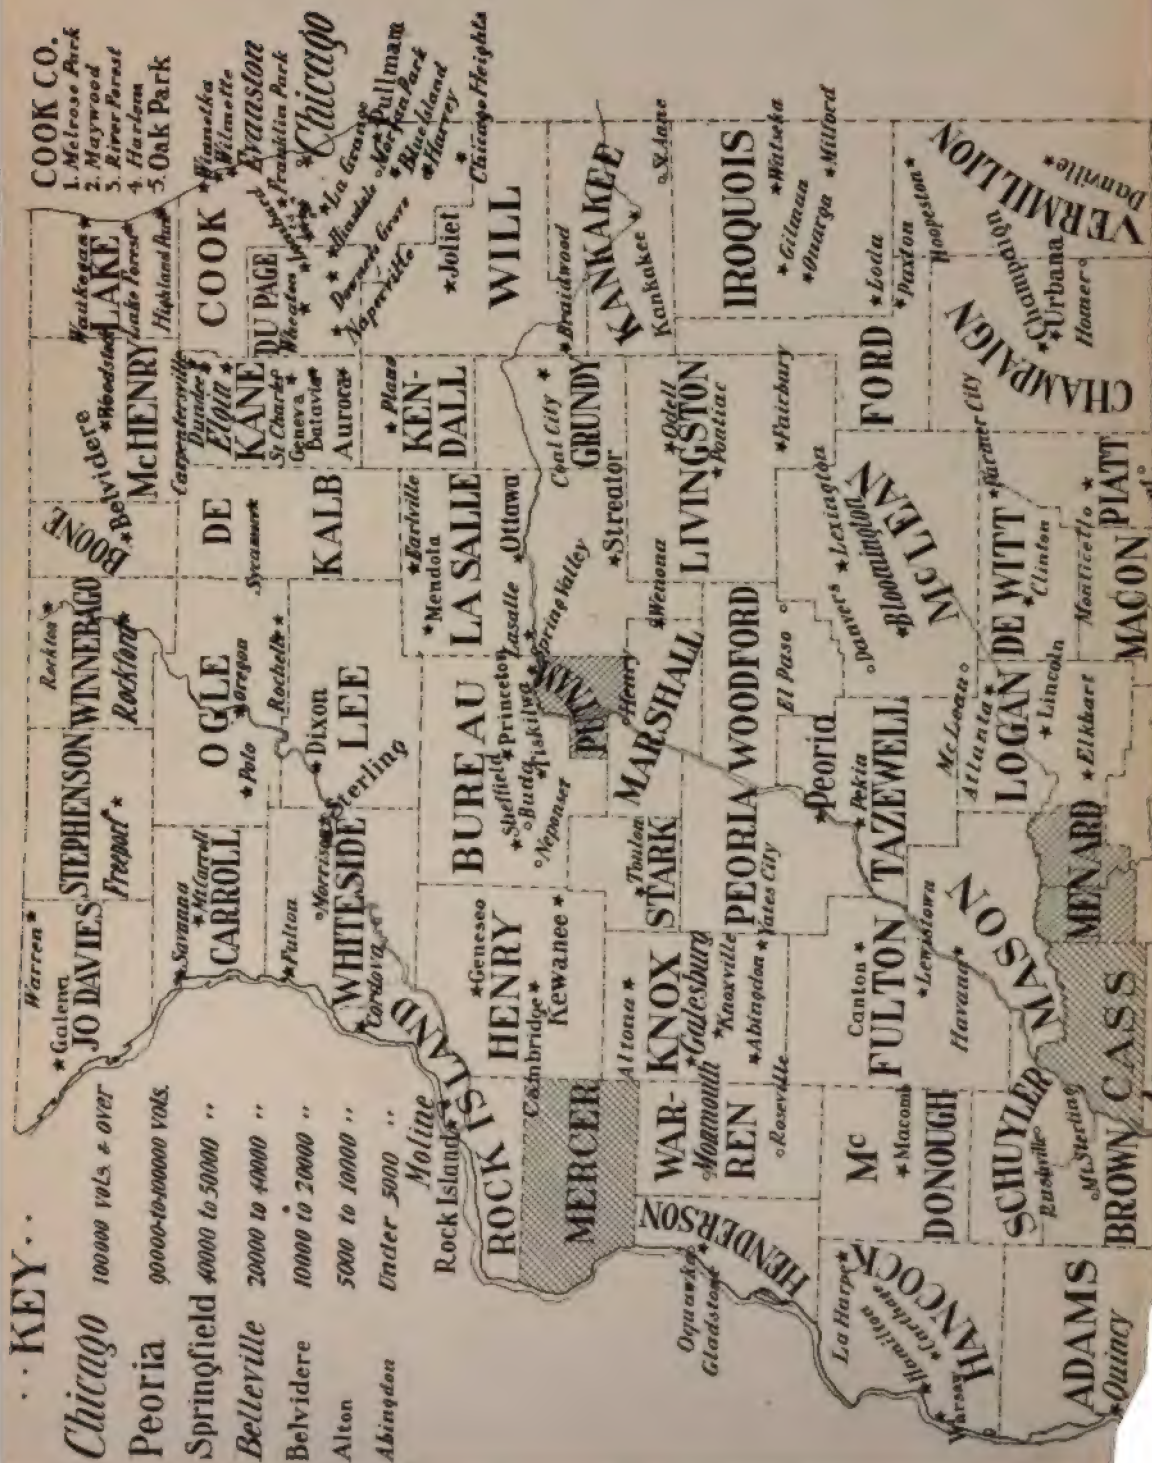 ·· KEY ··
Chicago 100000 vols. & over
Peoria 90000-to-100000 vols.
Springfield 40000 to 50000 ,,
Belleville 20000 to 40000 ,,
Belvidere 10000 to 20000 ,,
Alton 5000 to 10000 ,,
Abingdon Under 5000 ,,
COOK CO.
1. Melrose Park
2. Maywood
3. River Forest
4. Harlem
5. Oak Park
Warren
Galena
JO DAVIES
STEPHENSON
Freeport
Rockton
WINNEBAGO
Rockford
BOONE
Belvidere
Woodstock
McHENRY
Waukegan
LAKE
Lake Forest
Highland Park
Savanna
Mt Carroll
CARROLL
OGLE
Polo
Oregon
Rochelle
DE
KALB
Sycamore
Carpentersville
Dundee
Elgin
KANE
St Charles
Geneva
Batavia
Aurora
COOK
Winnetka
Wilmette
Evanston
Franklin Park
Chicago
La Grange
Pullman
Morgan Park
Blue Island
Harvey
Chicago Heights
DU PAGE
Wheaton
Hinsdale
Downers Grove
Naperville
Fulton
Morrison
WHITESIDE
Sterling
Cordova
Dixon
LEE
Plano
KEN-
DALL
Joliet
WILL
Braidwood
Moline
Rock Island
ROCK ISLAND
Geneseo
HENRY
Cambridge
Kewanee
BUREAU
Sheffield
Princeton
Buda
Tiskilwa
Neponset
Earlville
Mendota
LA SALLE
Ottawa
Lasalle
Spring Valley
Streator
Coal City
GRUNDY
KANKAKEE
Kankakee
St Anne
MERCER
Altona
KNOX
Galesburg
Knoxville
Abingdon
Toulon
STARK
PUTNAM
Henry
MARSHALL
Wenona
Odell
LIVINGSTON
Pontiac
Fairbury
IROQUOIS
Watseka
Gilman
Onarga
Milford
WAR-
REN
Monmouth
Roseville
HENDERSON
Oquawka
Gladstone
PEORIA
Yates City
Peoria
WOODFORD
El Paso
Loda
Paxton
Hoopeston
FORD
Mc
DONOUGH
Macomb
Canton
FULTON
Lewistown
Havana
Pekin
TAZEWELL
Danvers
Lexington
Bloomington
McLEAN
McLean
La Harpe
Hamilton
Carthage
HANCOCK
Warsaw
SCHUYLER
Rushville
MASON
Atlanta
LOGAN
Lincoln
Elkhart
DE WITT
Farmer City
Clinton
CHAMPAIGN
Champaign
Urbana
Homer
VERMILLION
Danville
ADAMS
Quincy
BROWN
Mt Sterling
CASS
MENARD
MACON
Monticello
PIATT